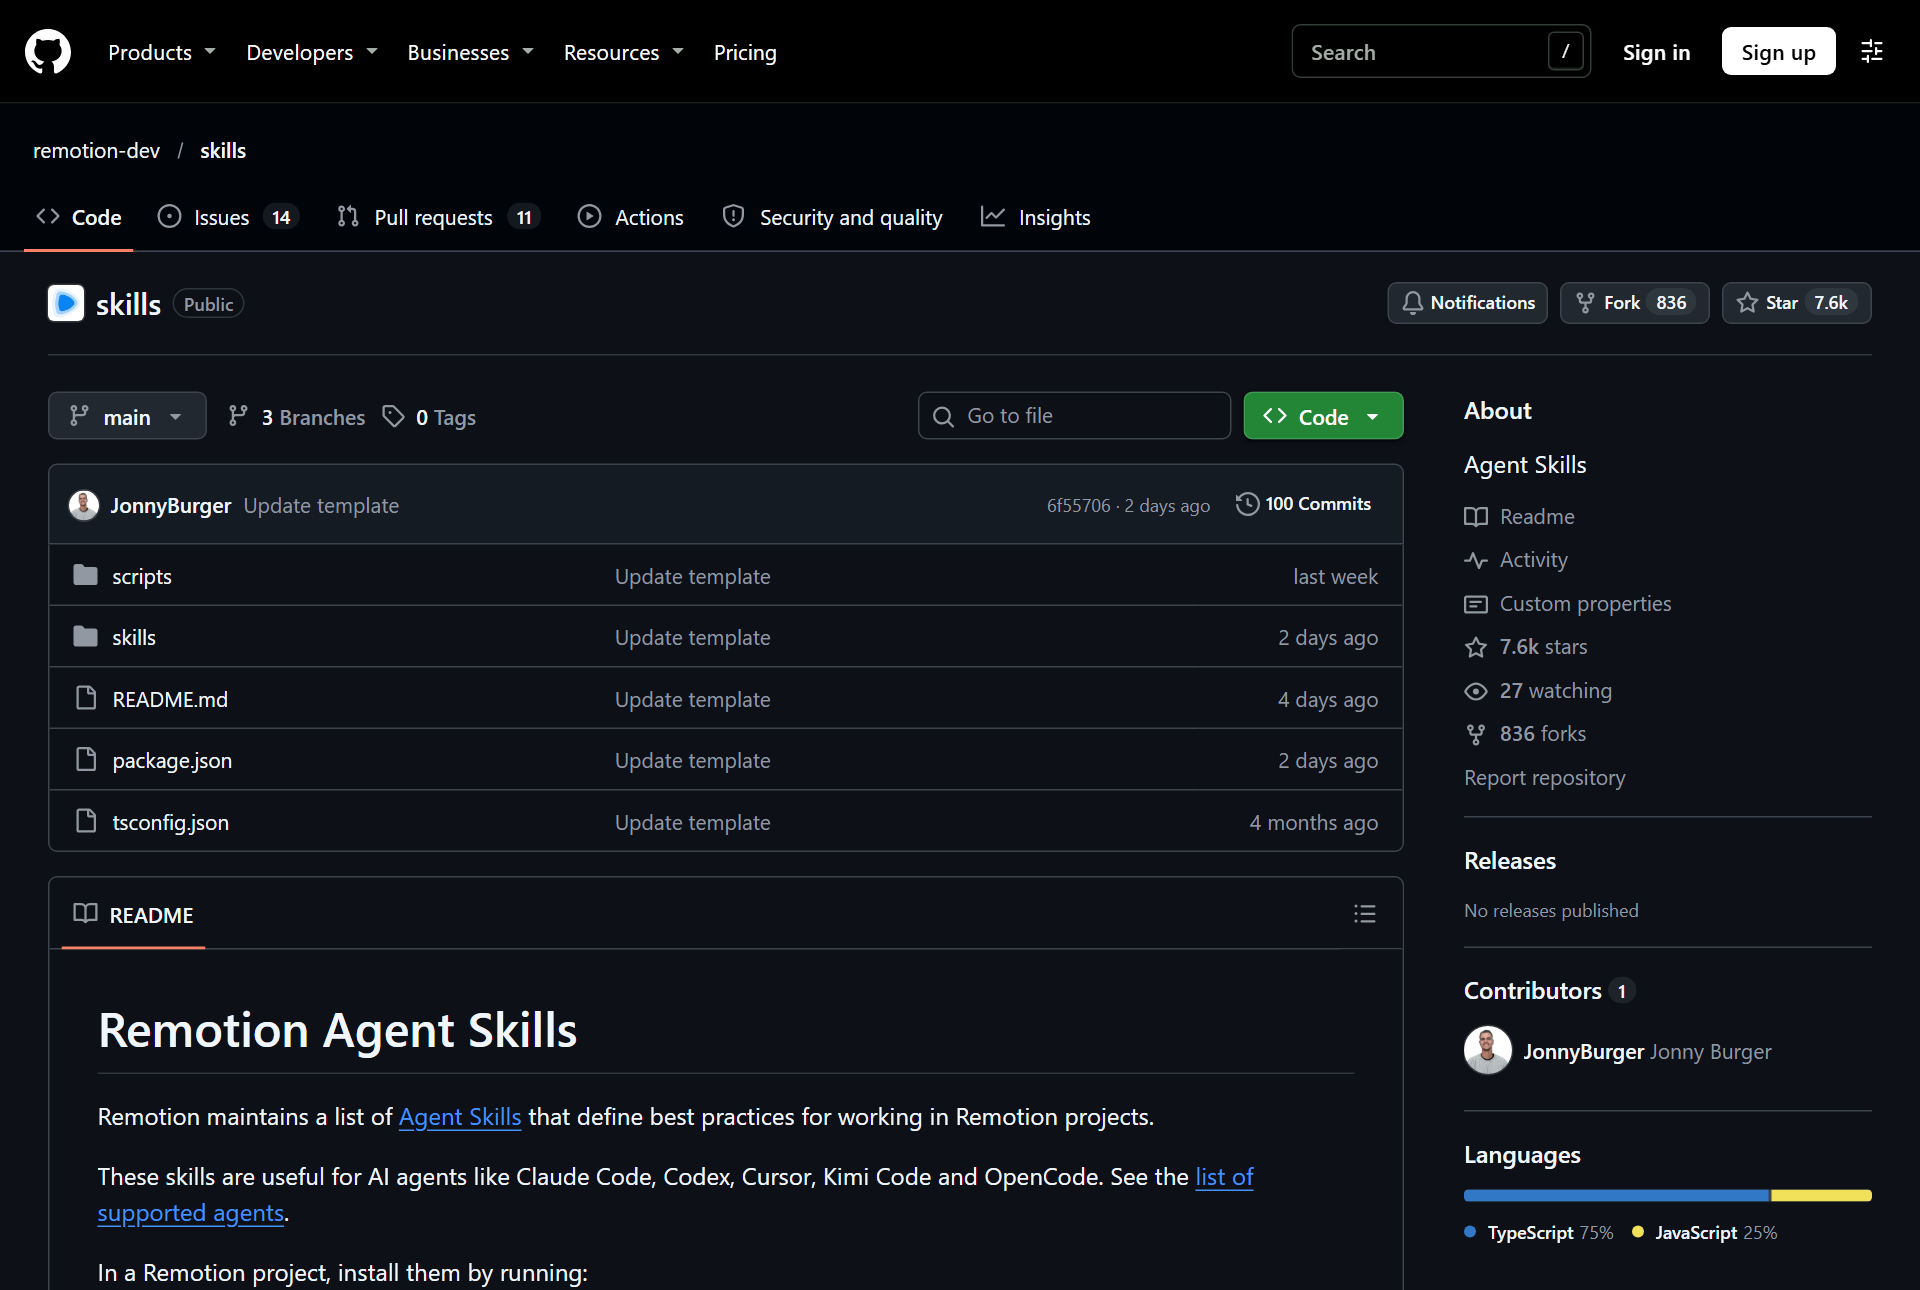 Products Developers Businesses Resources Pricing Search / Sign in Sign up
remotion-dev / skills
Code Issues 14 Pull requests 11 Actions Security and quality Insights
skills Public Notifications Fork 836 Star 7.6k
main 3 Branches 0 Tags Go to file Code
JonnyBurger Update template 6f55706 · 2 days ago 100 Commits
scripts Update template last week
skills Update template 2 days ago
README.md Update template 4 days ago
package.json Update template 2 days ago
tsconfig.json Update template 4 months ago
README
Remotion Agent Skills
Remotion maintains a list of Agent Skills that define best practices for working in Remotion projects.
These skills are useful for AI agents like Claude Code, Codex, Cursor, Kimi Code and OpenCode. See the list of
supported agents.
In a Remotion project, install them by running:
About
Agent Skills
Readme
Activity
Custom properties
7.6k stars
27 watching
836 forks
Report repository
Releases
No releases published
Contributors 1
JonnyBurger Jonny Burger
Languages
TypeScript 75% JavaScript 25%